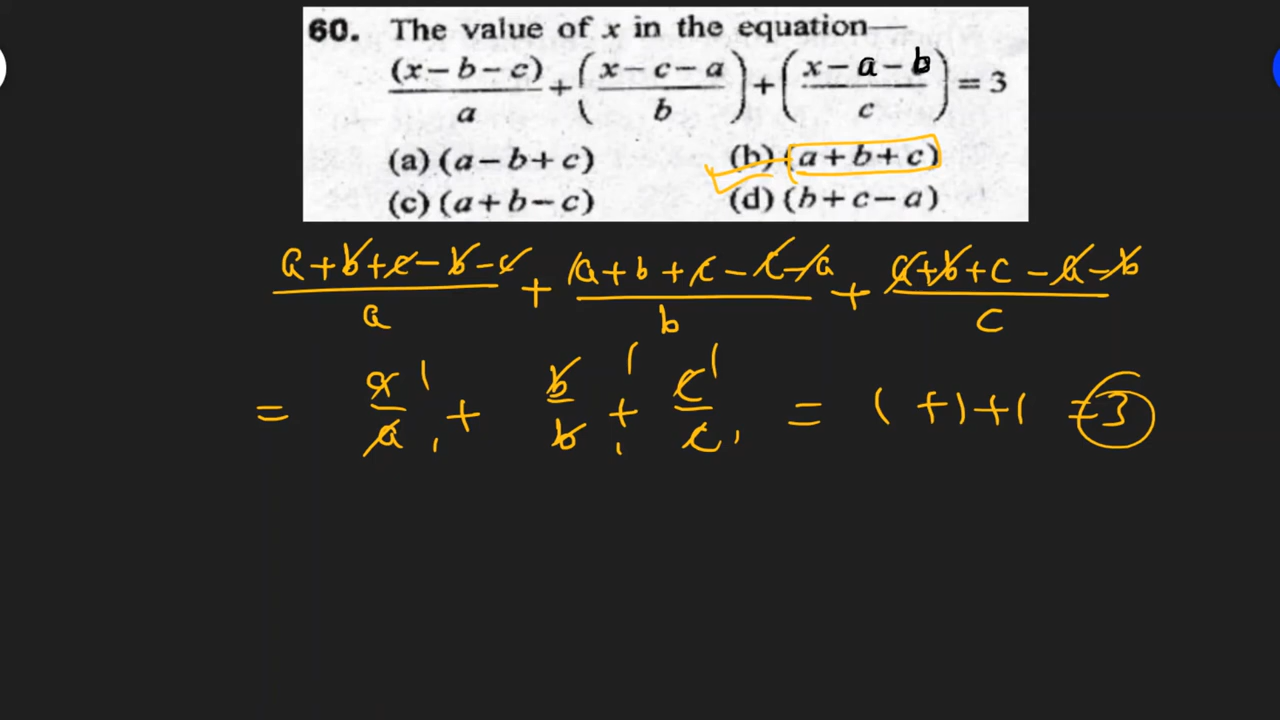 60. The value of x in the equation—
(x-b-c)/a + (x-c-a/b) + (x-a-b/c) = 3
(a) (a-b+c) (b) (a+b+c)
(c) (a+b-c) (d) (b+c-a)
a+b+c-b-c/a + a+b+c-c-a/b + a+b+c-a-b/c
= a/a + b/b + c/c = 1+1+1 = 3